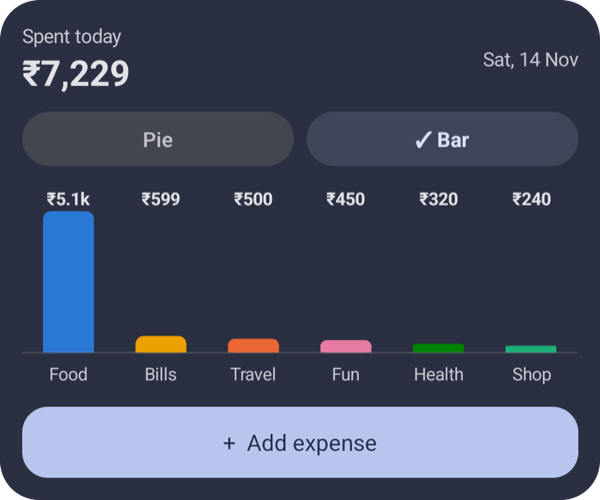 Spent today
₹7,229
Sat, 14 Nov
Pie
✓ Bar
₹5.1k ₹599 ₹500 ₹450 ₹320 ₹240
Food Bills Travel Fun Health Shop
+ Add expense